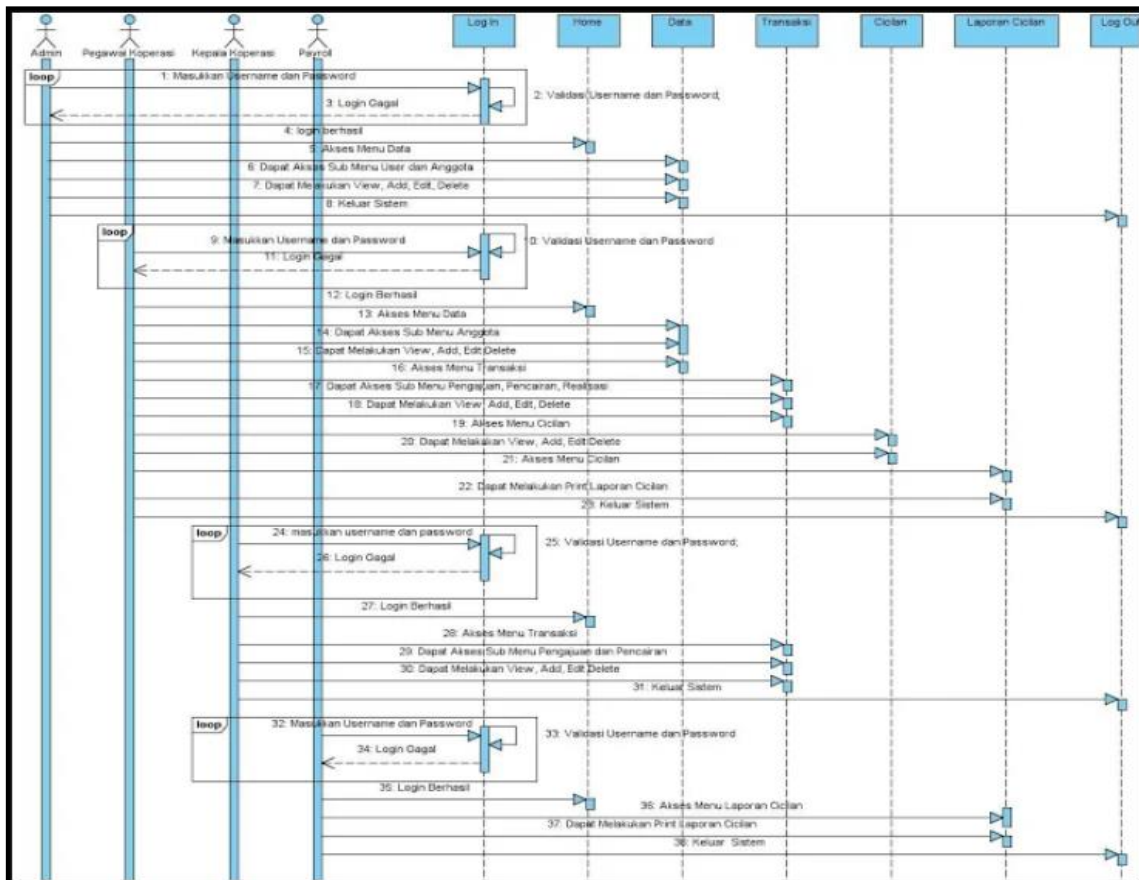 Log In
Home
Data
Transaksi
Cicilan
Laporan Cicilan
Log Out
Admin
Pegawai Koperasi
Kepala Koperasi
Payroll
loop
1: Masukkan Username dan Password
2: Validasi Username dan Password;
3: Login Gagal
4: login berhasil
5: Akses Menu Data
6: Dapat Akses Sub Menu User dan Anggota
7: Dapat Melakukan View, Add, Edit, Delete
8: Keluar Sistem
loop
9: Masukkan Username dan Password
10: Validasi Username dan Password
11: Login Gagal
12: Login Berhasil
13: Akses Menu Data
14: Dapat Akses Sub Menu Anggota
15: Dapat Melakukan View, Add, Edit Delete
16: Akses Menu Transaksi
17: Dapat Akses Sub Menu Pengajuan, Pencairan, Realisasi
18: Dapat Melakukan View, Add, Edit, Delete
19: Akses Menu Cicilan
20: Dapat Melakukan View, Add, Edit Delete
21: Akses Menu Cicilan
22: Dapat Melakukan Print Laporan Cicilan
23: Keluar Sistem
loop
24: masukkan username dan password
25: Validasi Username dan Password;
26: Login Gagal
27: Login Berhasil
28: Akses Menu Transaksi
29: Dapat Akses Sub Menu Pengajuan dan Pencairan
30: Dapat Melakukan View, Add, Edit Delete
31: Keluar Sistem
loop
32: Masukkan Username dan Password
33: Validasi Username dan Password
34: Login Gagal
35: Login Berhasil
36: Akses Menu Laporan Cicilan
37: Dapat Melakukan Print Laporan Cicilan
38: Keluar Sistem